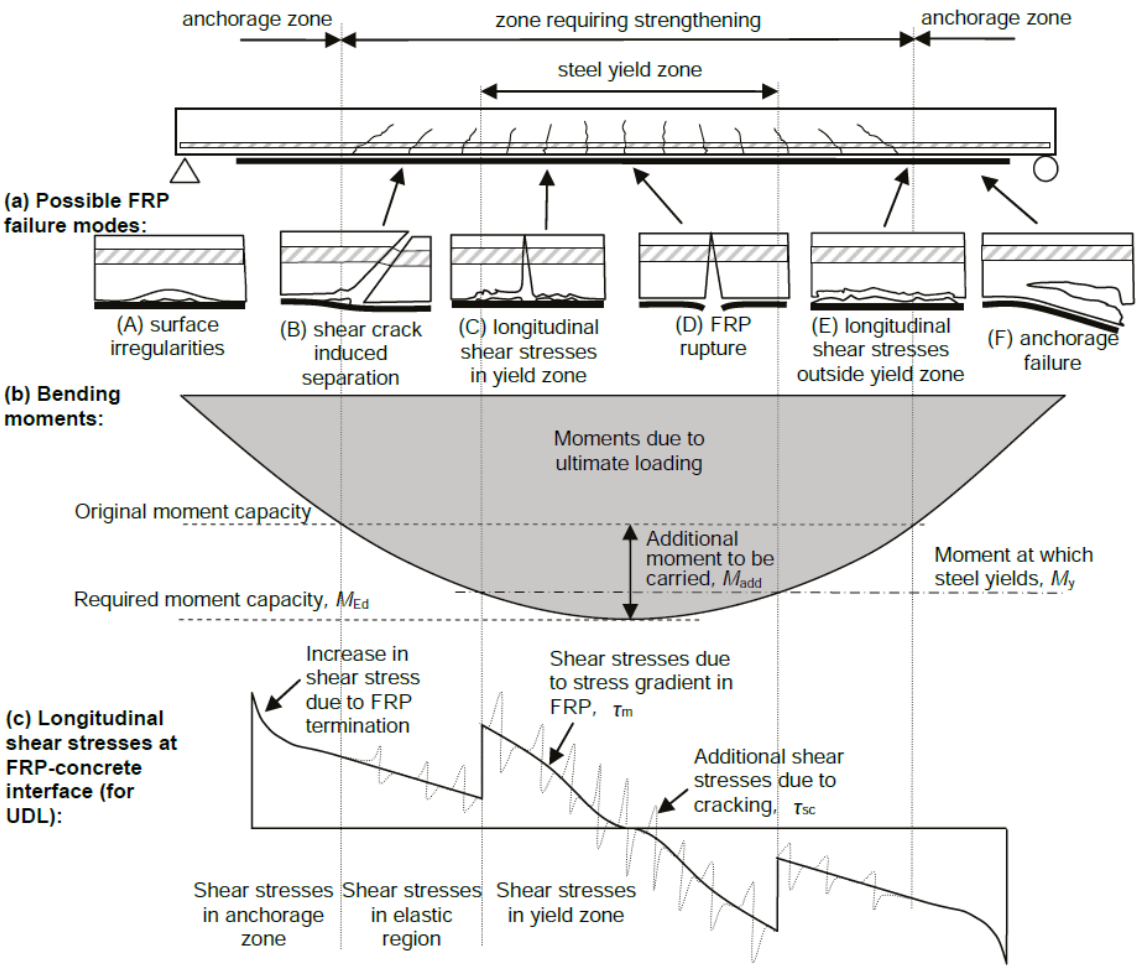 anchorage zone
zone requiring strengthening
anchorage zone
steel yield zone
(a) Possible FRP
failure modes:
(A) surface
irregularities
(B) shear crack
induced
separation
(C) longitudinal
shear stresses
in yield zone
(D) FRP
rupture
(E) longitudinal
shear stresses
outside yield zone
(F) anchorage
failure
(b) Bending
moments:
Moments due to
ultimate loading
Original moment capacity
Additional
moment to be
carried, Madd
Moment at which
steel yields, My
Required moment capacity, MEd
Increase in
shear stress
due to FRP
termination
Shear stresses due
to stress gradient in
FRP, τm
(c) Longitudinal
shear stresses at
FRP-concrete
interface (for
UDL):
Additional shear
stresses due to
cracking, τsc
Shear stresses
in anchorage
zone
Shear stresses
in elastic
region
Shear stresses
in yield zone